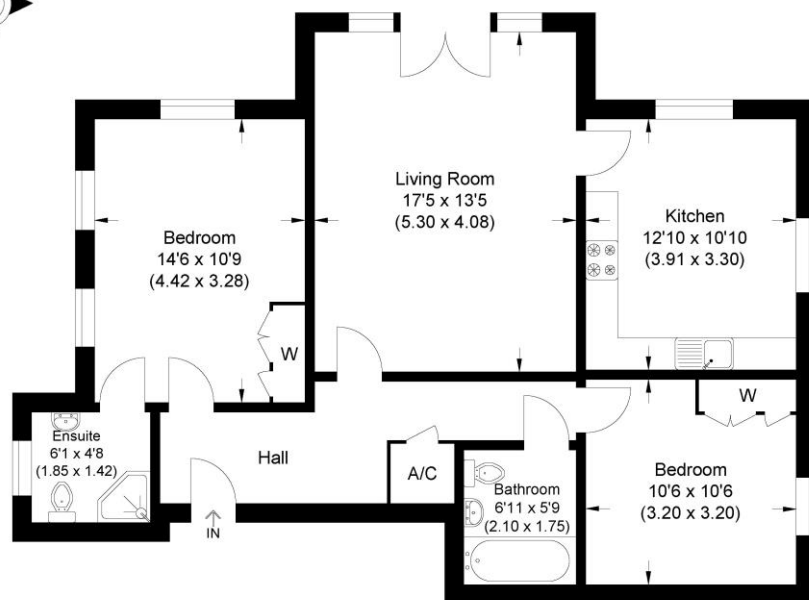 Living Room
17'5 x 13'5
(5.30 x 4.08)
Kitchen
12'10 x 10'10
(3.91 x 3.30)
Bedroom
14'6 x 10'9
(4.42 x 3.28)
W
W
Ensuite
6'1 x 4'8
(1.85 x 1.42)
Hall
A/C
Bathroom
6'11 x 5'9
(2.10 x 1.75)
Bedroom
10'6 x 10'6
(3.20 x 3.20)
IN